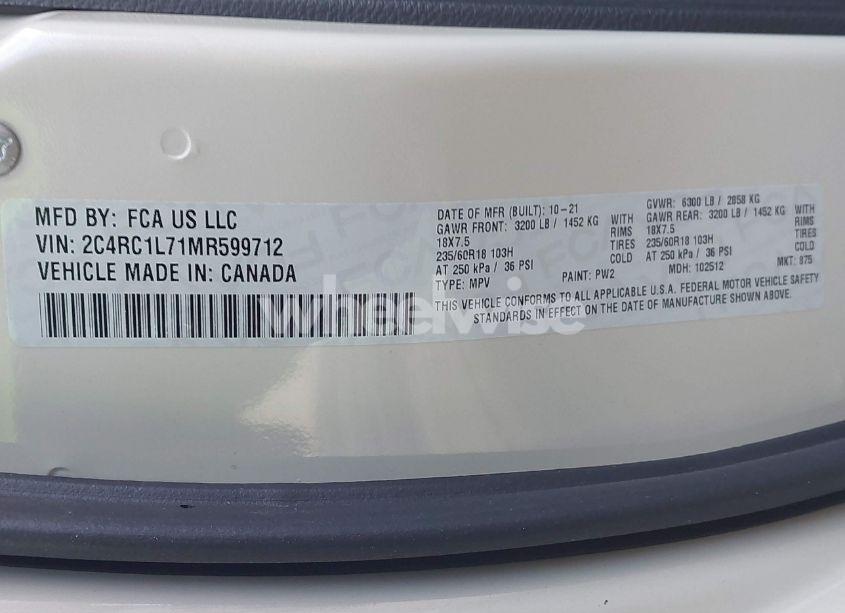 MFD BY: FCA US LLC
VIN: 2C4RC1L71MR599712
VEHICLE MADE IN: CANADA
DATE OF MFR (BUILT): 10-21
GVWR: 6300 LB / 2858 KG
GAWR FRONT: 3200 LB / 1452 KG WITH
GAWR REAR: 3200 LB / 1452 KG WITH
18X7.5 RIMS
18X7.5 RIMS
235/60R18 103H TIRES
235/60R18 103H TIRES
AT 250 kPa / 36 PSI COLD
AT 250 kPa / 36 PSI COLD
TYPE: MPV PAINT: PW2 MDH: 102512 MKT: 875
THIS VEHICLE CONFORMS TO ALL APPLICABLE U.S.A. FEDERAL MOTOR VEHICLE SAFETY
STANDARDS IN EFFECT ON THE DATE OF MANUFACTURE SHOWN ABOVE.
wheelwise